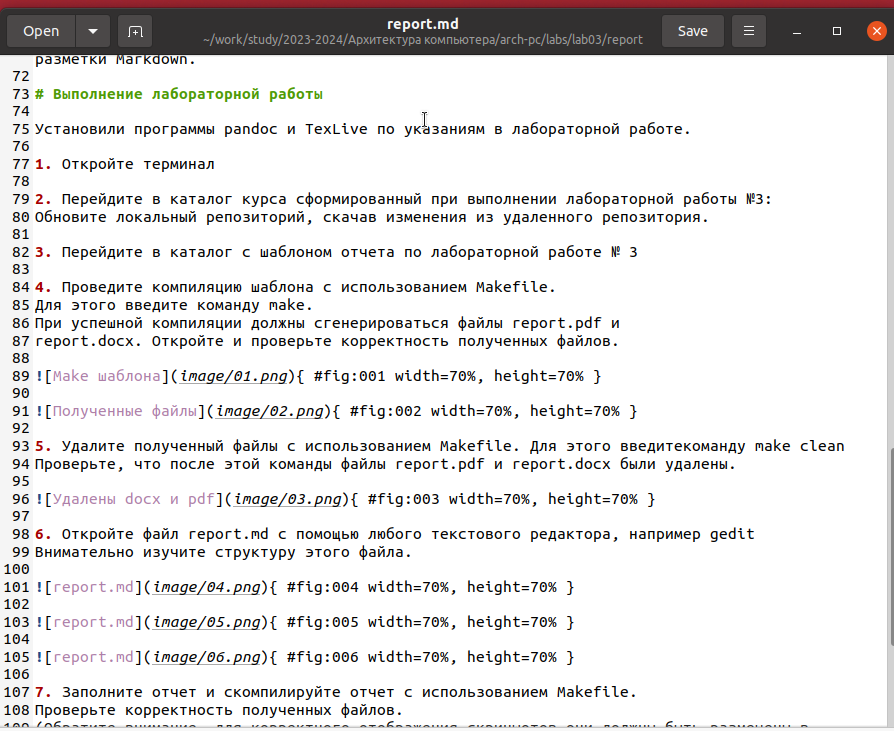 Open
report.md
~/work/study/2023-2024/Архитектура компьютера/arch-pc/labs/lab03/report
Save
разметки Markdown.
72
73 # Выполнение лабораторной работы
74
75 Установили программы pandoc и TexLive по указаниям в лабораторной работе.
76
77 1. Откройте терминал
78
79 2. Перейдите в каталог курса сформированный при выполнении лабораторной работы №3:
80 Обновите локальный репозиторий, скачав изменения из удаленного репозитория.
81
82 3. Перейдите в каталог с шаблоном отчета по лабораторной работе № 3
83
84 4. Проведите компиляцию шаблона с использованием Makefile.
85 Для этого введите команду make.
86 При успешной компиляции должны сгенерироваться файлы report.pdf и
87 report.docx. Откройте и проверьте корректность полученных файлов.
88
89 ![Make шаблона](image/01.png){ #fig:001 width=70%, height=70% }
90
91 ![Полученные файлы](image/02.png){ #fig:002 width=70%, height=70% }
92
93 5. Удалите полученный файлы с использованием Makefile. Для этого введитекоманду make clean
94 Проверьте, что после этой команды файлы report.pdf и report.docx были удалены.
95
96 ![Удалены docx и pdf](image/03.png){ #fig:003 width=70%, height=70% }
97
98 6. Откройте файл report.md c помощью любого текстового редактора, например gedit
99 Внимательно изучите структуру этого файла.
100
101 ![report.md](image/04.png){ #fig:004 width=70%, height=70% }
102
103 ![report.md](image/05.png){ #fig:005 width=70%, height=70% }
104
105 ![report.md](image/06.png){ #fig:006 width=70%, height=70% }
106
107 7. Заполните отчет и скомпилируйте отчет с использованием Makefile.
108 Проверьте корректность полученных файлов.
109 (Обратите внимание, для корректного отображения скриншотов они должны быть размещены в